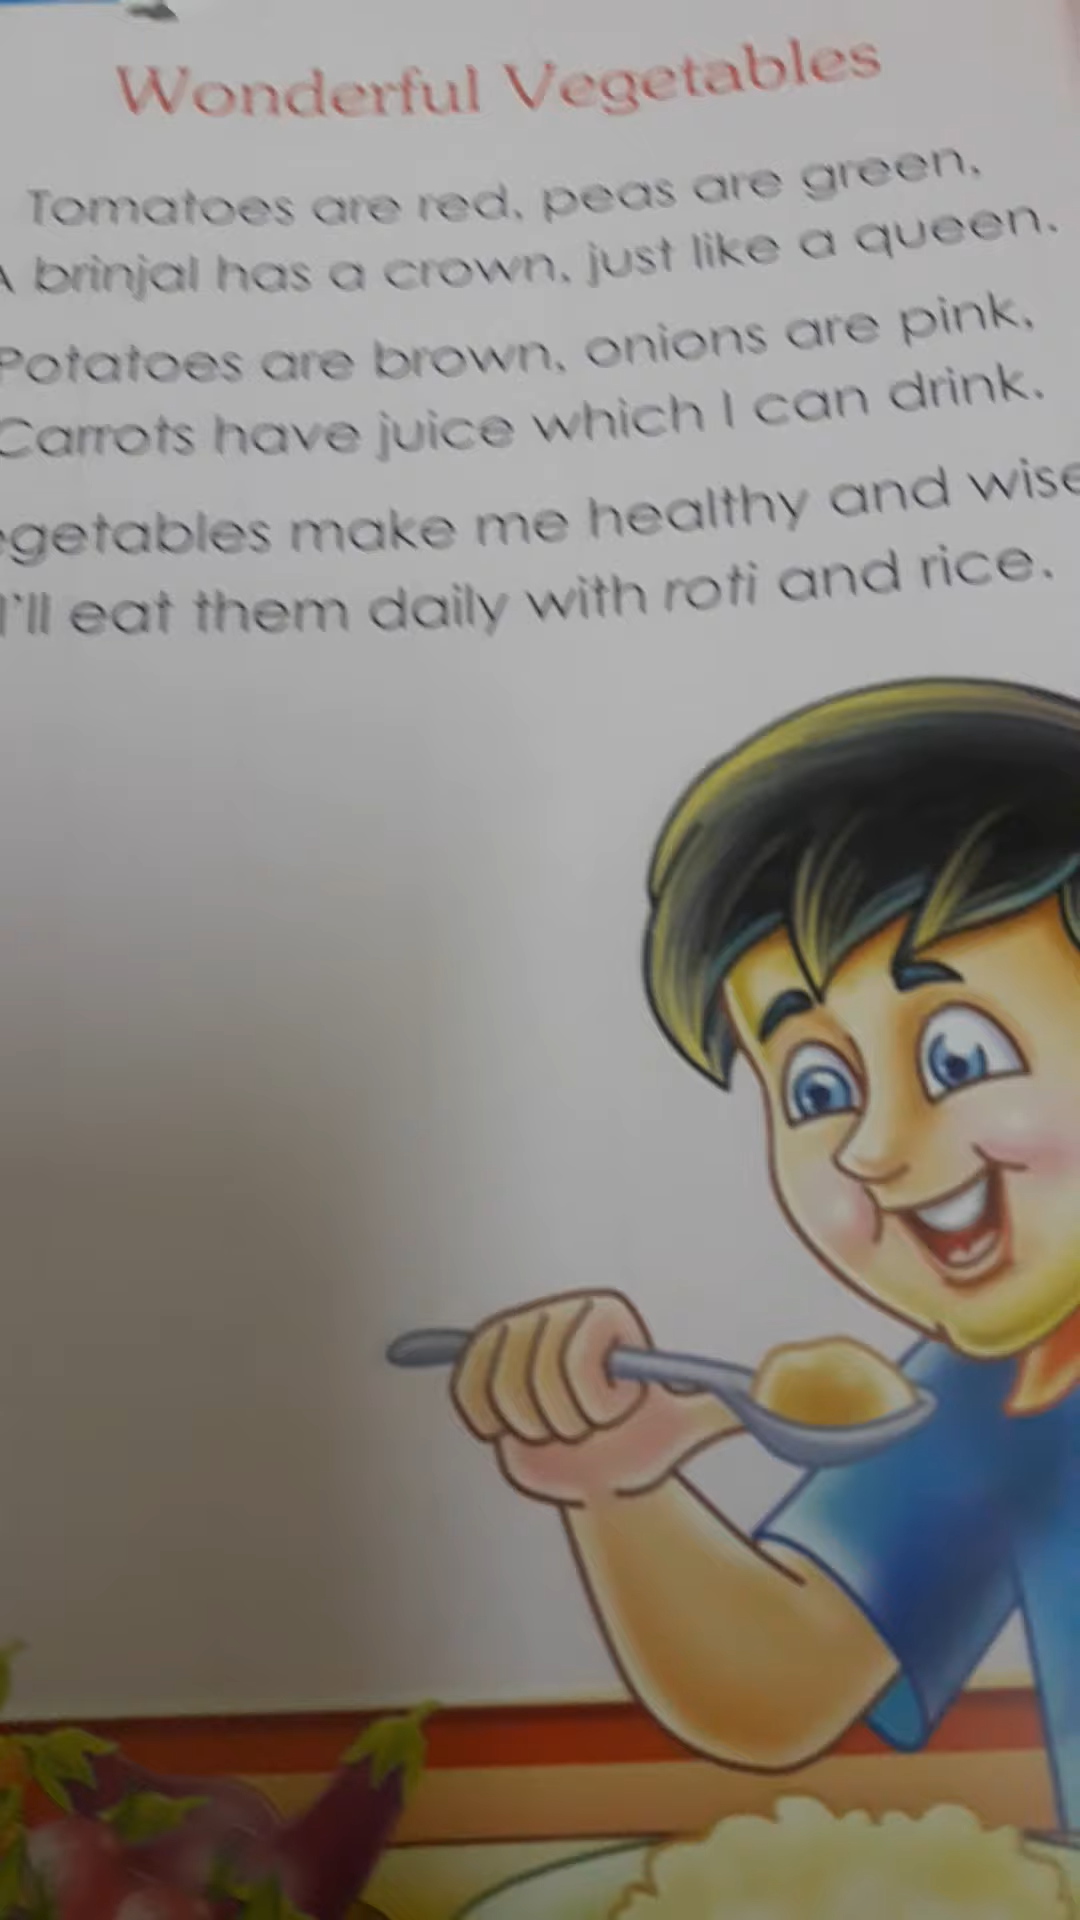 Wonderful Vegetables
Tomatoes are red, peas are green,
A brinjal has a crown, just like a queen.
Potatoes are brown, onions are pink,
Carrots have juice which I can drink.
egetables make me healthy and wise
I'll eat them daily with roti and rice.